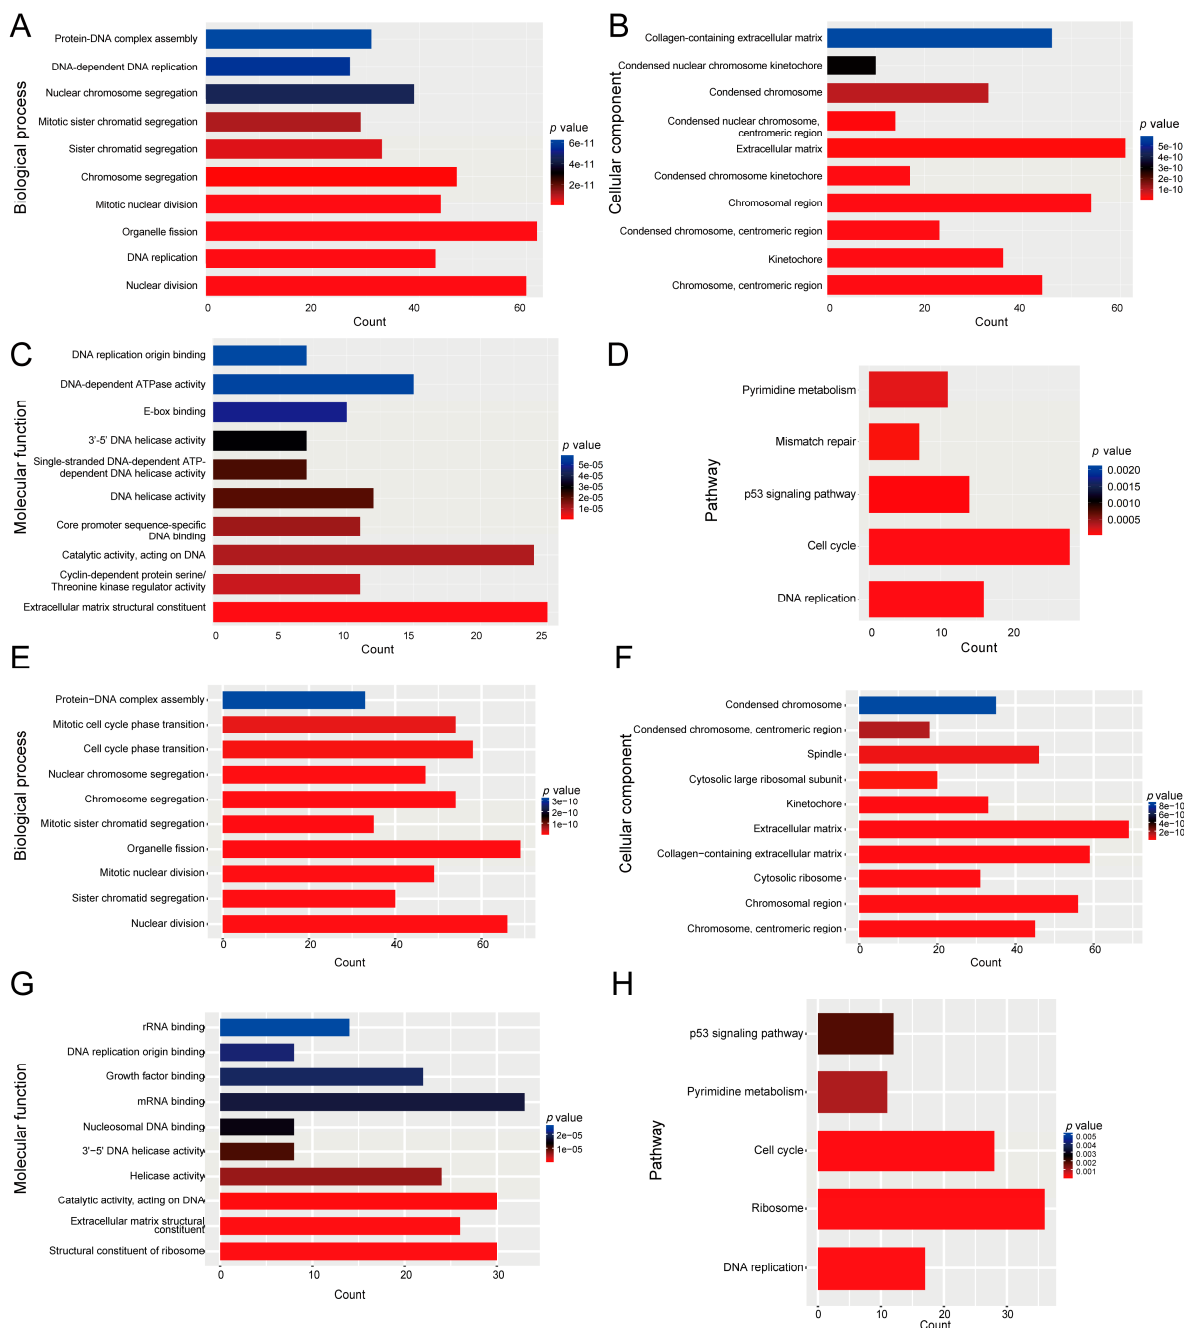 A
Biological process
Protein-DNA complex assembly
DNA-dependent DNA replication
Nuclear chromosome segregation
Mitotic sister chromatid segregation
Sister chromatid segregation
Chromosome segregation
Mitotic nuclear division
Organelle fission
DNA replication
Nuclear division
0 20 40 60
Count
p value
6e-11
4e-11
2e-11
B
Cellular component
Collagen-containing extracellular matrix
Condensed nuclear chromosome kinetochore
Condensed chromosome
Condensed nuclear chromosome,
centromeric region
Extracellular matrix
Condensed chromosome kinetochore
Chromosomal region
Condensed chromosome, centromeric region
Kinetochore
Chromosome, centromeric region
0 20 40 60
Count
p value
5e-10
4e-10
3e-10
2e-10
1e-10
C
Molecular function
DNA replication origin binding
DNA-dependent ATPase activity
E-box binding
3'-5' DNA helicase activity
Single-stranded DNA-dependent ATP-
dependent DNA helicase activity
DNA helicase activity
Core promoter sequence-specific
DNA binding
Catalytic activity, acting on DNA
Cyclin-dependent protein serine/
Threonine kinase regulator activity
Extracellular matrix structural constituent
0 5 10 15 20 25
Count
p value
5e-05
4e-05
3e-05
2e-05
1e-05
D
Pathway
Pyrimidine metabolism
Mismatch repair
p53 signaling pathway
Cell cycle
DNA replication
0 10 20
Count
p value
0.0020
0.0015
0.0010
0.0005
E
Biological process
Protein−DNA complex assembly
Mitotic cell cycle phase transition
Cell cycle phase transition
Nuclear chromosome segregation
Chromosome segregation
Mitotic sister chromatid segregation
Organelle fission
Mitotic nuclear division
Sister chromatid segregation
Nuclear division
0 20 40 60
Count
p value
3e−10
2e−10
1e−10
F
Cellular component
Condensed chromosome
Condensed chromosome, centromeric region
Spindle
Cytosolic large ribosomal subunit
Kinetochore
Extracellular matrix
Collagen−containing extracellular matrix
Cytosolic ribosome
Chromosomal region
Chromosome, centromeric region
0 20 40 60
Count
p value
8e−10
6e−10
4e−10
2e−10
G
Molecular function
rRNA binding
DNA replication origin binding
Growth factor binding
mRNA binding
Nucleosomal DNA binding
3'−5' DNA helicase activity
Helicase activity
Catalytic activity, acting on DNA
Extracellular matrix structural
constituent
Structural constituent of ribosome
0 10 20 30
Count
p value
2e−05
1e−05
H
Pathway
p53 signaling pathway
Pyrimidine metabolism
Cell cycle
Ribosome
DNA replication
0 10 20 30
Count
p value
0.005
0.004
0.003
0.002
0.001